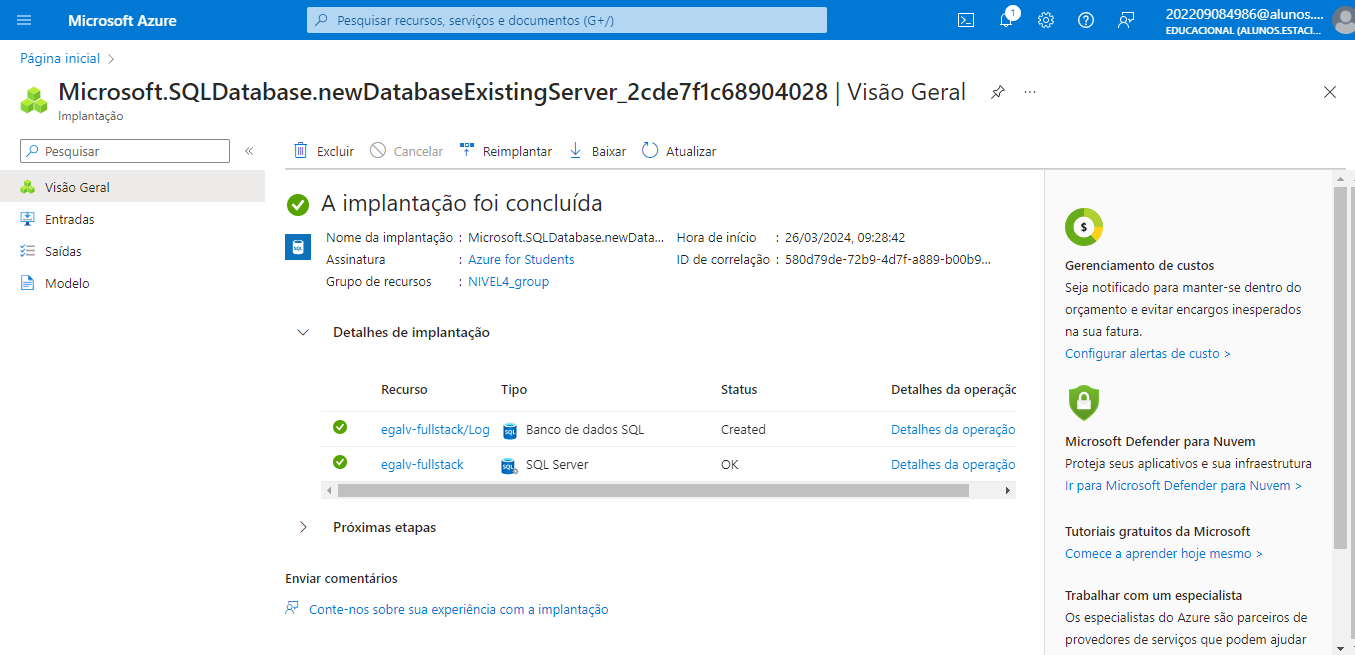 Microsoft Azure
Pesquisar recursos, serviços e documentos (G+/)
1
202209084986@alunos....
EDUCACIONAL (ALUNOS.ESTACI...
Página inicial
Microsoft.SQLDatabase.newDatabaseExistingServer_2cde7f1c68904028 | Visão Geral
Implantação
Pesquisar
Visão Geral
Entradas
Saídas
Modelo
Excluir Cancelar Reimplantar Baixar Atualizar
A implantação foi concluída
SQL
Nome da implantação : Microsoft.SQLDatabase.newData... Hora de início : 26/03/2024, 09:28:42
Assinatura : Azure for Students ID de correlação : 580d79de-72b9-4d7f-a889-b00b9...
Grupo de recursos : NIVEL4_group
Detalhes de implantação
Recurso Tipo Status Detalhes da operação
egalv-fullstack/Log SQL Banco de dados SQL Created Detalhes da operação
egalv-fullstack SQL SQL Server OK Detalhes da operação
Próximas etapas
Enviar comentários
Conte-nos sobre sua experiência com a implantação
$
Gerenciamento de custos
Seja notificado para manter-se dentro do
orçamento e evitar encargos inesperados
na sua fatura.
Configurar alertas de custo >
Microsoft Defender para Nuvem
Proteja seus aplicativos e sua infraestrutura
Ir para Microsoft Defender para Nuvem >
Tutoriais gratuitos da Microsoft
Comece a aprender hoje mesmo >
Trabalhar com um especialista
Os especialistas do Azure são parceiros de
provedores de serviços que podem ajudar